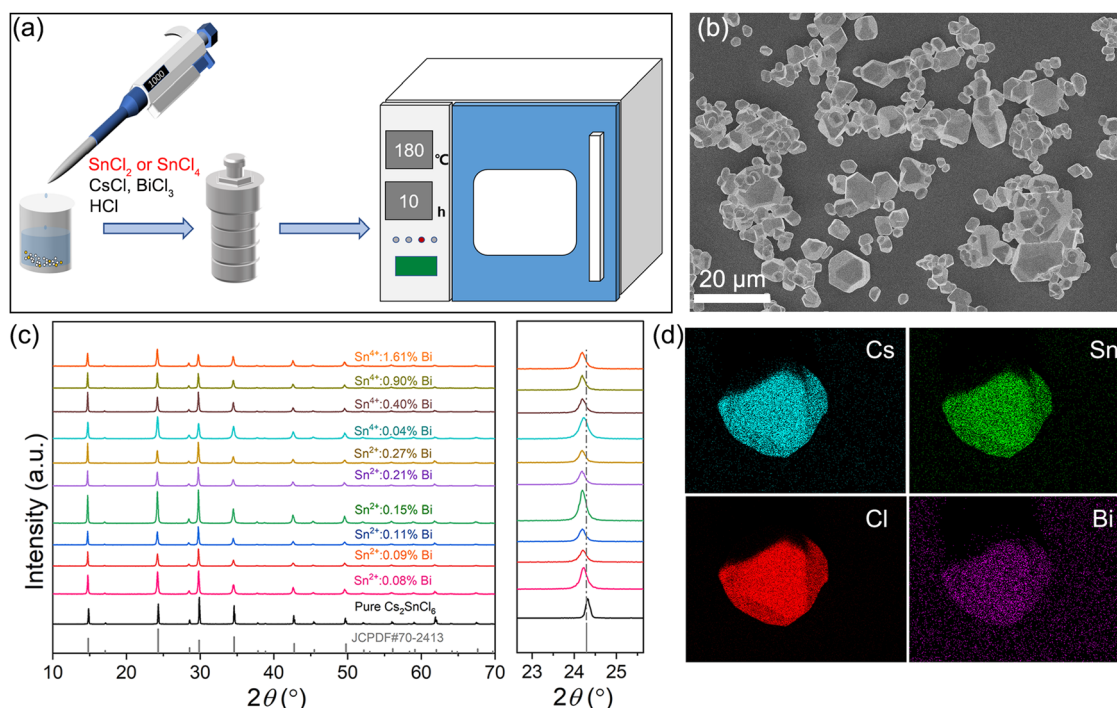 (a)
1000
SnCl₂ or SnCl₄
CsCl, BiCl₃
HCl
180
℃
10
h
(b)
20 μm
(c)
Intensity (a.u.)
Sn⁴⁺:1.61% Bi
Sn⁴⁺:0.90% Bi
Sn⁴⁺:0.40% Bi
Sn⁴⁺:0.04% Bi
Sn²⁺:0.27% Bi
Sn²⁺:0.21% Bi
Sn²⁺:0.15% Bi
Sn²⁺:0.11% Bi
Sn²⁺:0.09% Bi
Sn²⁺:0.08% Bi
Pure Cs₂SnCl₆
JCPDF#70-2413
10 20 30 40 50 60 70
2θ (°)
23 24 25
2θ (°)
(d)
Cs
Sn
Cl
Bi